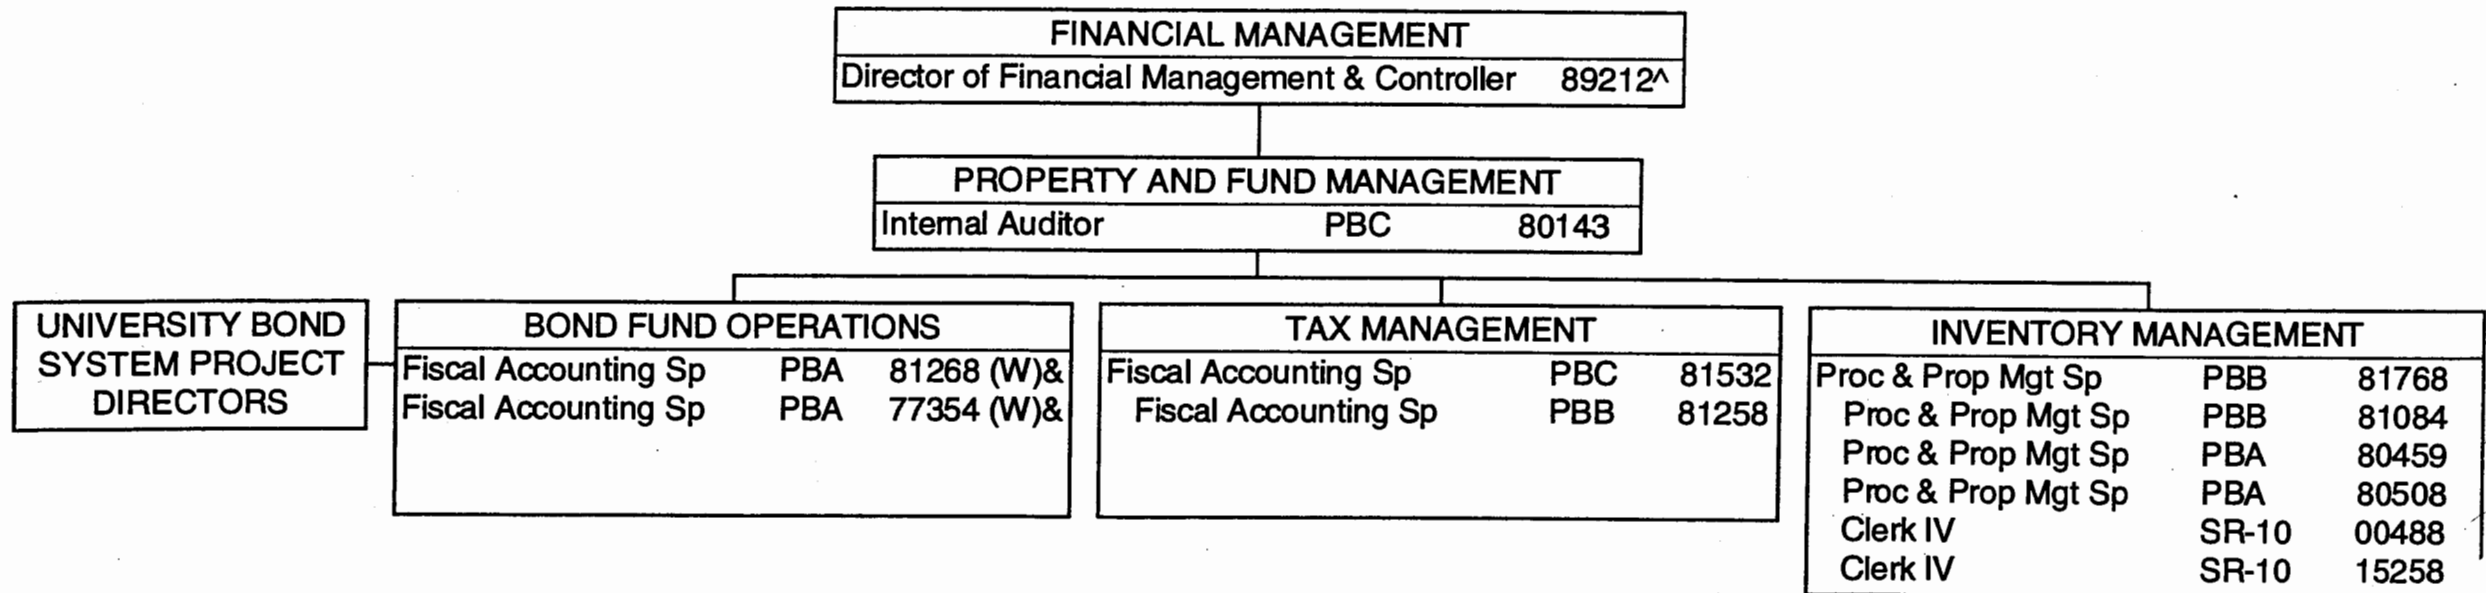 FINANCIAL MANAGEMENT
Director of Financial Management & Controller 89212^
PROPERTY AND FUND MANAGEMENT
Internal Auditor PBC 80143
UNIVERSITY BOND
SYSTEM PROJECT
DIRECTORS
BOND FUND OPERATIONS
Fiscal Accounting Sp PBA 81268 (W)&
Fiscal Accounting Sp PBA 77354 (W)&
TAX MANAGEMENT
Fiscal Accounting Sp PBC 81532
Fiscal Accounting Sp PBB 81258
INVENTORY MANAGEMENT
Proc & Prop Mgt Sp PBB 81768
Proc & Prop Mgt Sp PBB 81084
Proc & Prop Mgt Sp PBA 80459
Proc & Prop Mgt Sp PBA 80508
Clerk IV SR-10 00488
Clerk IV SR-10 15258